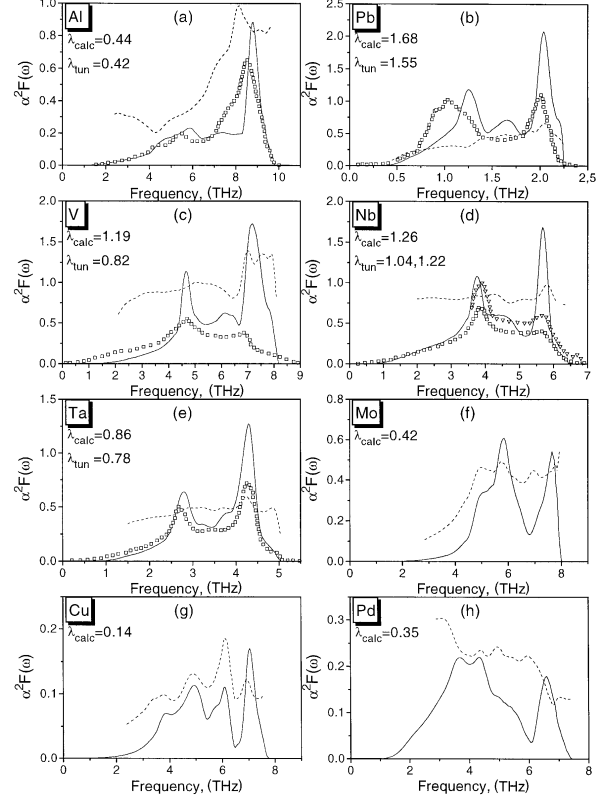 Al
(a)
λcalc=0.44
λtun=0.42
α²F(ω)
1.0
0.8
0.6
0.4
0.2
0.0
0 2 4 6 8 10
Frequency, (THz)
Pb
(b)
λcalc=1.68
λtun=1.55
α²F(ω)
2.5
2.0
1.5
1.0
0.5
0.0
0.0 0.5 1.0 1.5 2.0 2.5
Frequency, (THz)
V
(c)
λcalc=1.19
λtun=0.82
α²F(ω)
2.0
1.5
1.0
0.5
0.0
0 1 2 3 4 5 6 7 8 9
Frequency, (THz)
Nb
(d)
λcalc=1.26
λtun=1.04,1.22
α²F(ω)
2.0
1.5
1.0
0.5
0.0
0 1 2 3 4 5 6 7
Frequency, (THz)
Ta
(e)
λcalc=0.86
λtun=0.78
α²F(ω)
1.5
1.0
0.5
0.0
0 1 2 3 4 5
Frequency, (THz)
Mo
(f)
λcalc=0.42
α²F(ω)
0.8
0.6
0.4
0.2
0.0
0 2 4 6 8
Frequency, (THz)
Cu
(g)
λcalc=0.14
α²F(ω)
0.2
0.1
0.0
0 2 4 6 8
Frequency, (THz)
Pd
(h)
λcalc=0.35
α²F(ω)
0.3
0.2
0.1
0.0
0 2 4 6 8
Frequency, (THz)